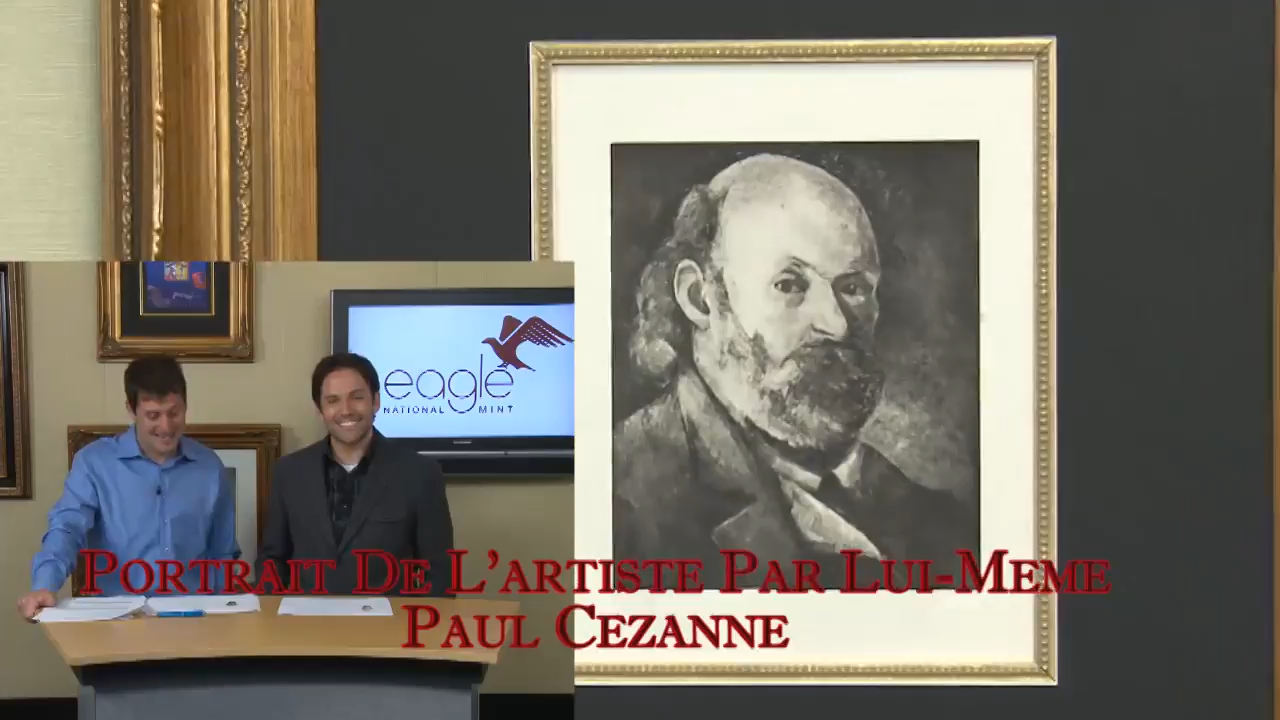 eagle
NATIONAL MINT
PORTRAIT DE L'ARTISTE PAR LUI-MEME
PAUL CEZANNE